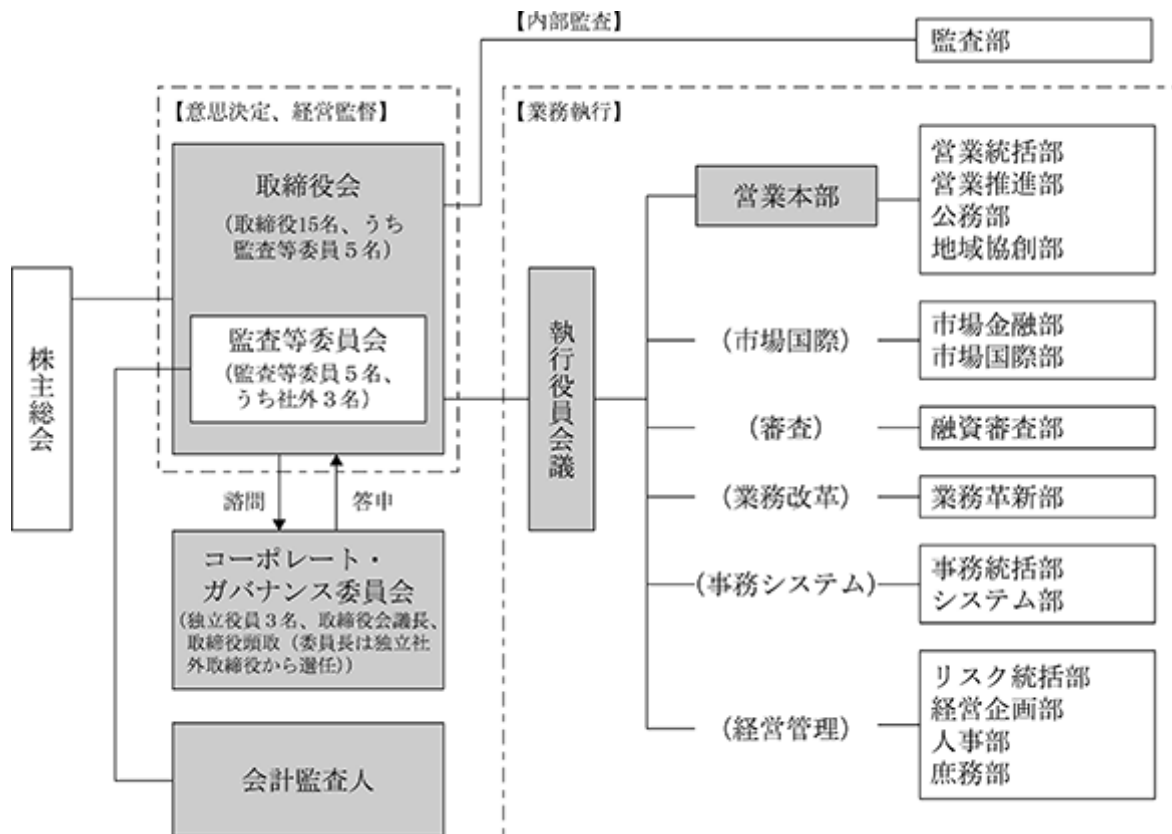 【内部監査】
監査部
【意思決定、経営監督】
取締役会
(取締役15名、うち
監査等委員5名)
監査等委員会
(監査等委員5名、
うち社外3名)
株主総会
諮問
答申
コーポレート・
ガバナンス委員会
(独立役員3名、取締役会議長、
取締役頭取(委員長は独立社
外取締役から選任))
会計監査人
【業務執行】
執行役員会議
営業本部
営業統括部
営業推進部
公務部
地域協創部
(市場国際)
市場金融部
市場国際部
(審査)
融資審査部
(業務改革)
業務革新部
(事務システム)
事務統括部
システム部
(経営管理)
リスク統括部
経営企画部
人事部
庶務部